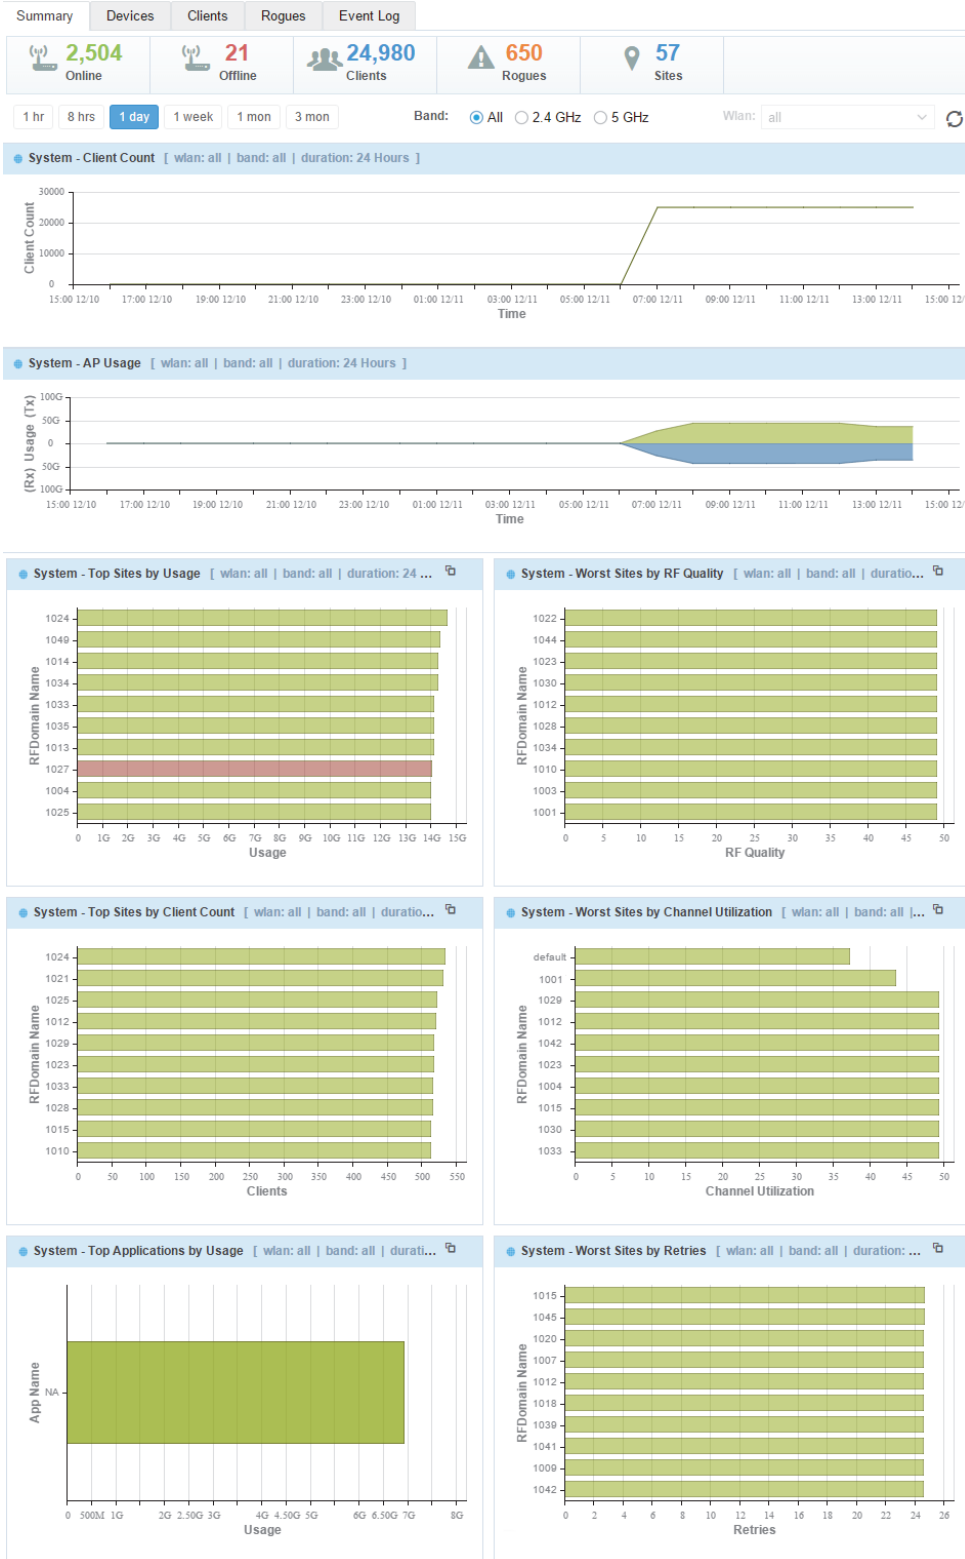 Summary Devices Clients Rogues Event Log
2,504 21 24,980 650 57
Online Offline Clients Rogues Sites
1 hr 8 hrs 1 day 1 week 1 mon 3 mon Band: All 2.4 GHz 5 GHz Wlan: all
System - Client Count [ wlan: all | band: all | duration: 24 Hours ]
30000
20000
10000
0
Client Count
15:00 12/10 17:00 12/10 19:00 12/10 21:00 12/10 23:00 12/10 01:00 12/11 03:00 12/11 05:00 12/11 07:00 12/11 09:00 12/11 11:00 12/11 13:00 12/11 15:00 12/
Time
System - AP Usage [ wlan: all | band: all | duration: 24 Hours ]
100G
50G
0
50G
100G
(Rx) Usage (Tx)
15:00 12/10 17:00 12/10 19:00 12/10 21:00 12/10 23:00 12/10 01:00 12/11 03:00 12/11 05:00 12/11 07:00 12/11 09:00 12/11 11:00 12/11 13:00 12/11 15:00 12/
Time
System - Top Sites by Usage [ wlan: all | band: all | duration: 24 ...
RFDomain Name
1024
1049
1014
1034
1033
1035
1013
1027
1004
1025
0 1G 2G 3G 4G 5G 6G 7G 8G 9G 10G 11G 12G 13G 14G 15G
Usage
System - Worst Sites by RF Quality [ wlan: all | band: all | duratio...
RFDomain Name
1022
1044
1023
1030
1012
1028
1034
1010
1003
1001
0 5 10 15 20 25 30 35 40 45 50
RF Quality
System - Top Sites by Client Count [ wlan: all | band: all | duratio...
RFDomain Name
1024
1021
1025
1012
1029
1023
1033
1028
1015
1010
0 50 100 150 200 250 300 350 400 450 500 550
Clients
System - Worst Sites by Channel Utilization [ wlan: all | band: all |...
RFDomain Name
default
1001
1029
1012
1042
1023
1004
1015
1030
1033
0 5 10 15 20 25 30 35 40 45 50
Channel Utilization
System - Top Applications by Usage [ wlan: all | band: all | durati...
App Name
NA
0 500M 1G 2G 2.50G 3G 4G 4.50G 5G 6G 6.50G 7G 8G
Usage
System - Worst Sites by Retries [ wlan: all | band: all | duration: ...
RFDomain Name
1015
1045
1020
1007
1012
1018
1039
1041
1009
1042
0 2 4 6 8 10 12 14 16 18 20 22 24 26
Retries